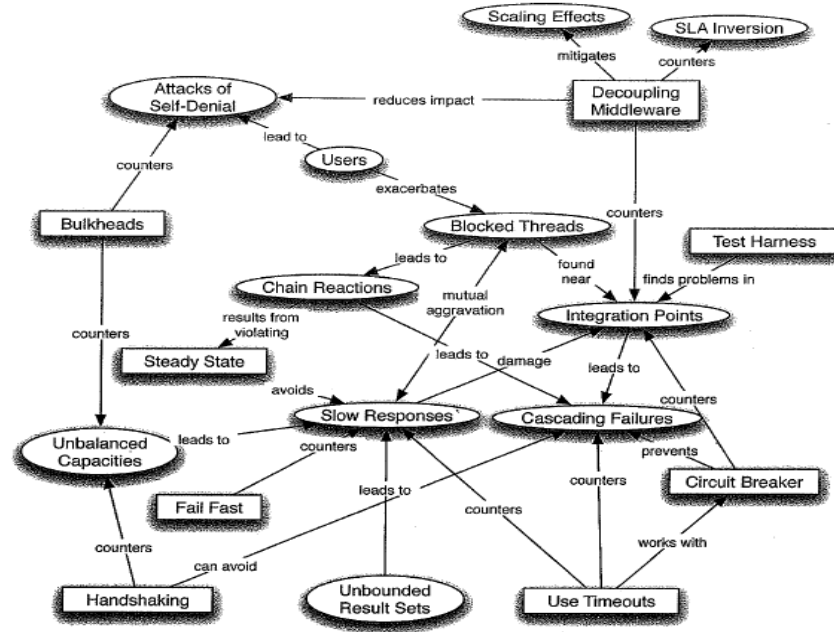 Scaling Effects
SLA Inversion
mitigates
counters
Attacks of
Self-Denial
reduces impact
Decoupling
Middleware
lead to
Users
counters
exacerbates
Bulkheads
counters
Blocked Threads
Test Harness
leads to
found
near
finds problems in
Chain Reactions
mutual
aggravation
Integration Points
results from
violating
counters
Steady State
leads to
damage
leads to
avoids
counters
Slow Responses
Cascading Failures
Unbalanced
Capacities
leads to
counters
prevents
Circuit Breaker
leads to
counters
Fail Fast
counters
counters
works with
can avoid
Handshaking
Unbounded
Result Sets
Use Timeouts